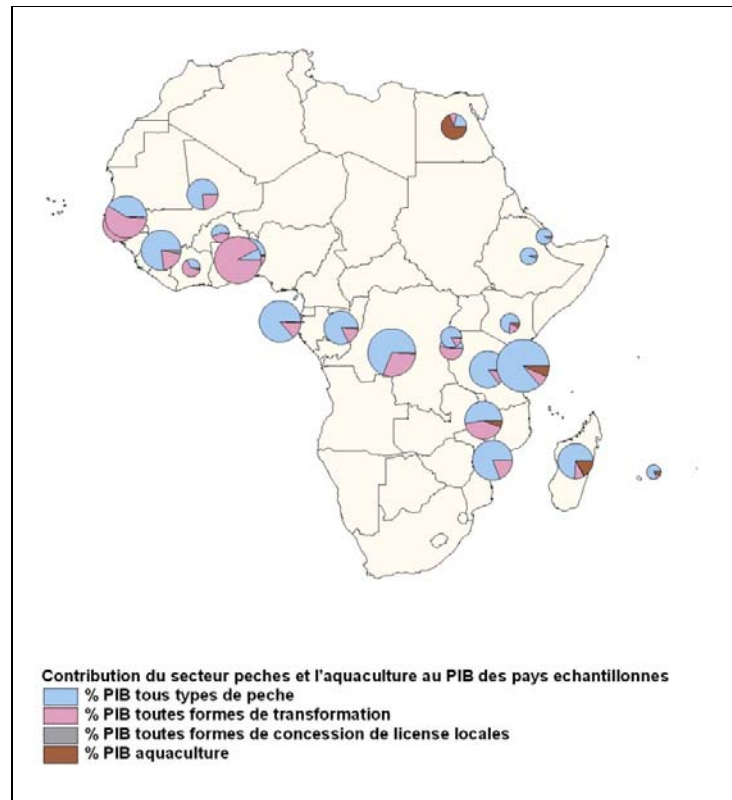 Contribution du secteur peches et l'aquaculture au PIB des pays echantillonnes
% PIB tous types de peche
% PIB toutes formes de transformation
% PIB toutes formes de concession de license locales
% PIB aquaculture